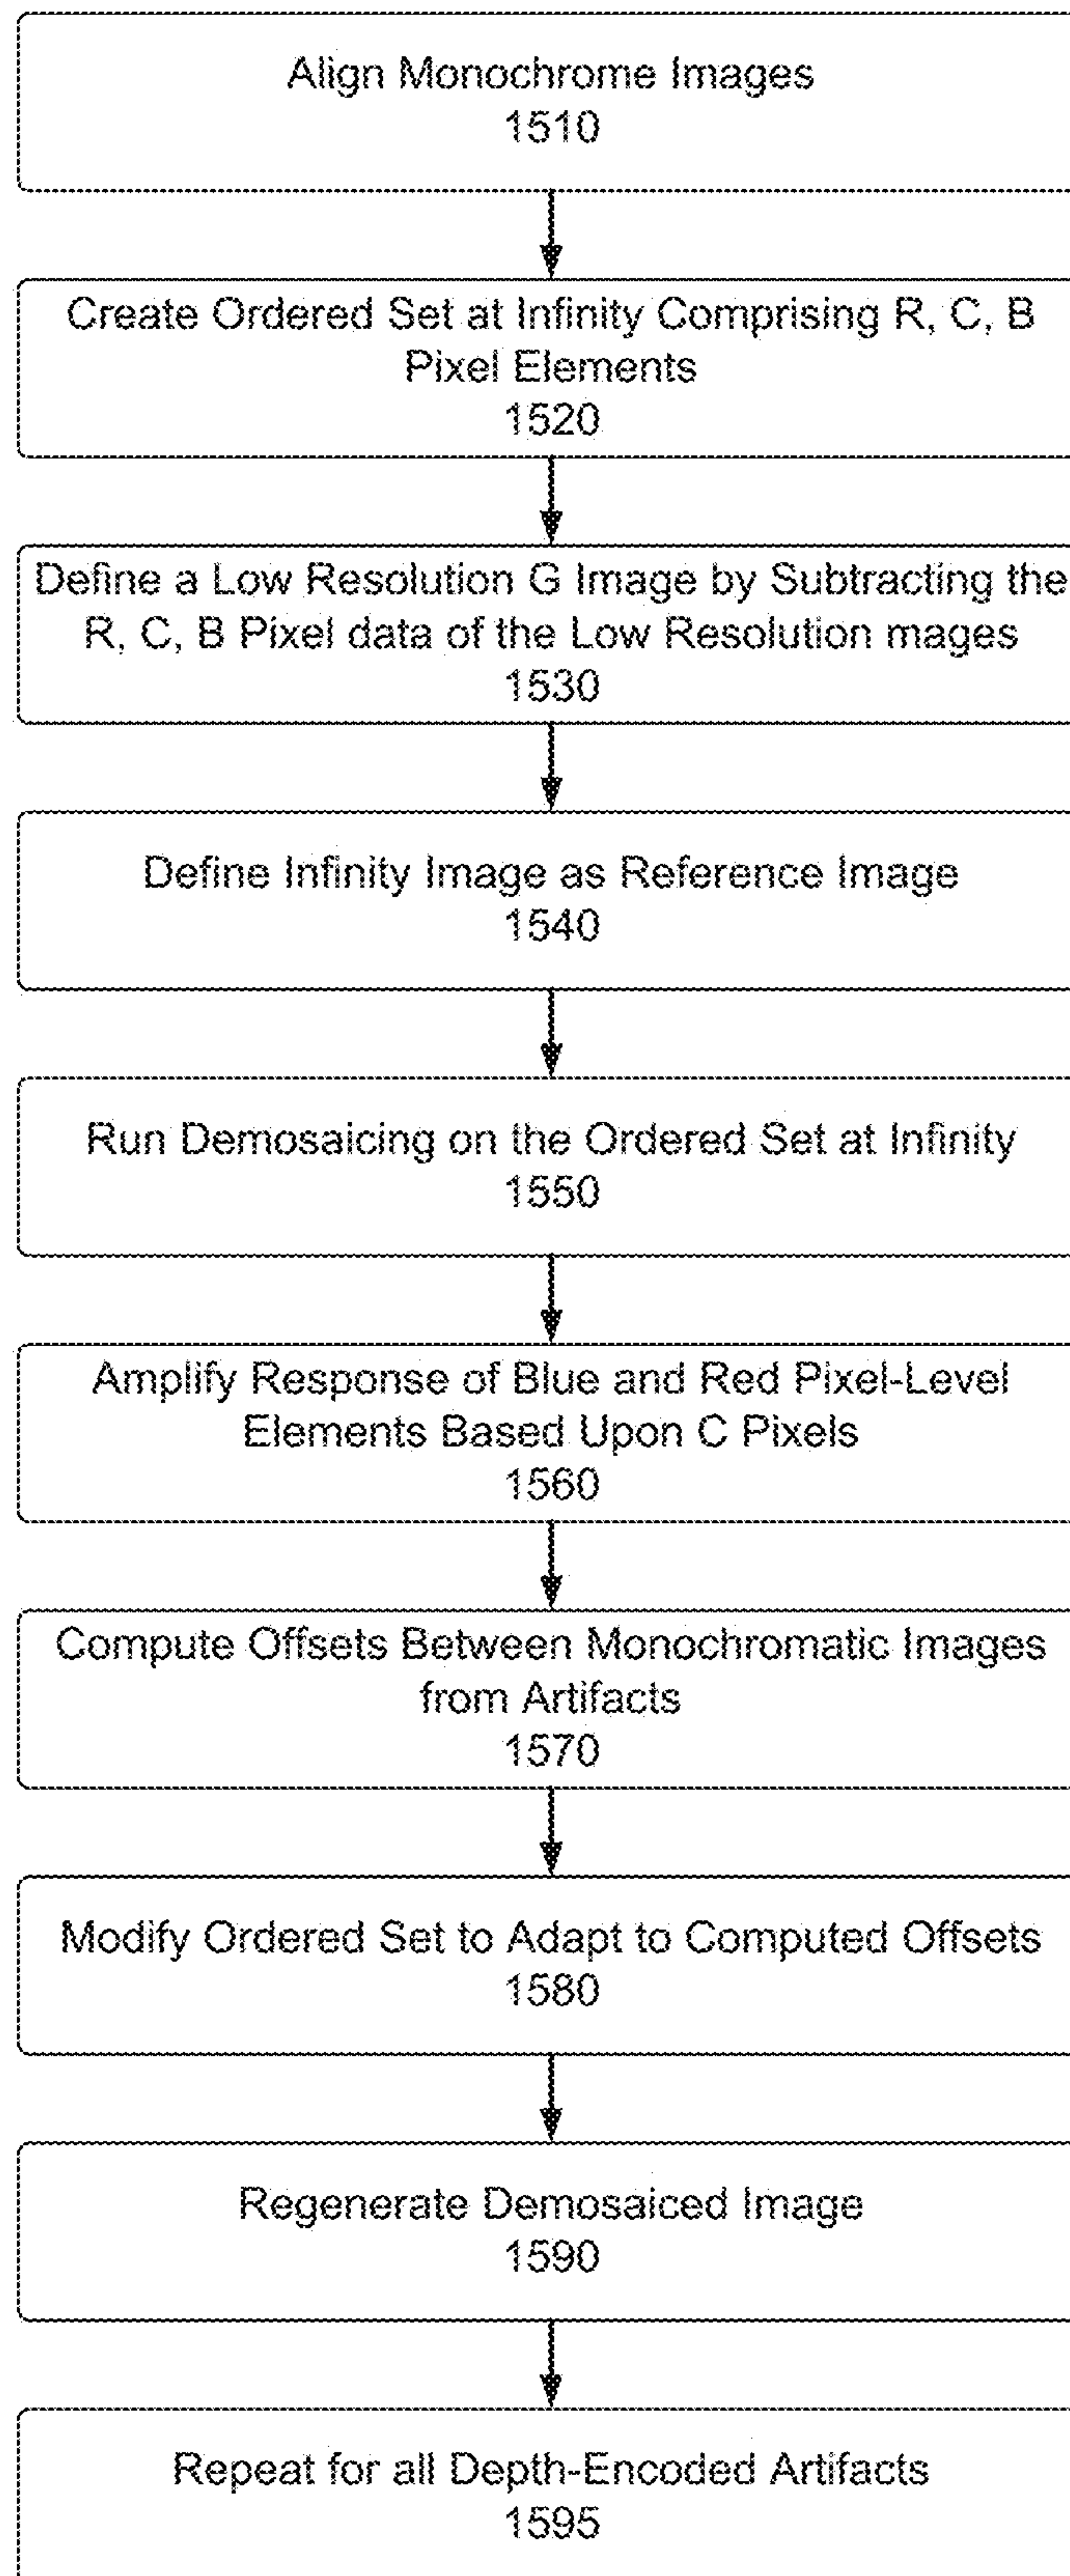 Align Monochrome Images
1510
Create Ordered Set at Infinity Comprising R, C, B
Pixel Elements
1520
Define a Low Resolution G Image by Subtracting the
R, C, B Pixel data of the Low Resolution mages
1530
Define Infinity Image as Reference Image
1540
Run Demosaicing on the Ordered Set at Infinity
1550
Amplify Response of Blue and Red Pixel-Level
Elements Based Upon C Pixels
1560
Compute Offsets Between Monochromatic Images
from Artifacts
1570
Modify Ordered Set to Adapt to Computed Offsets
1580
Regenerate Demosaiced Image
1590
Repeat for all Depth-Encoded Artifacts
1595